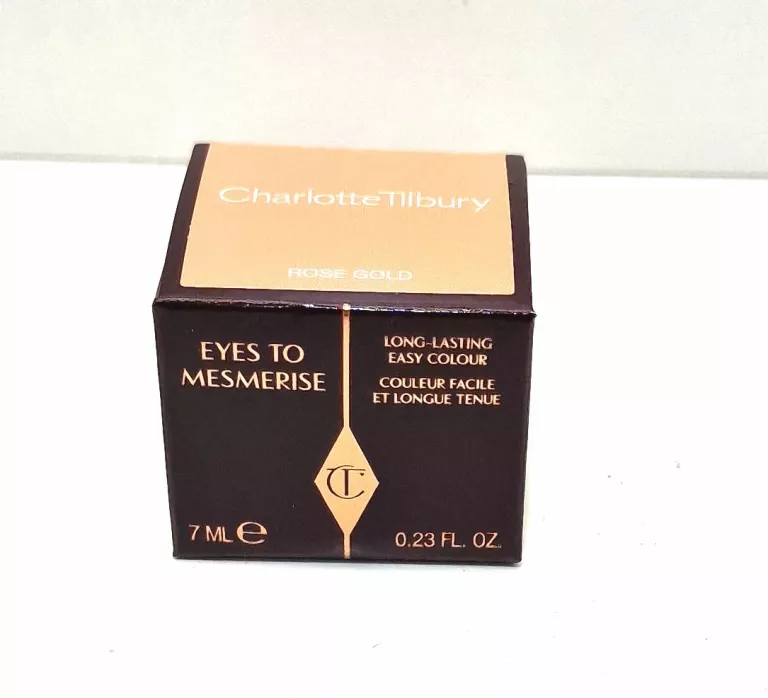 CharlotteTilbury
ROSE GOLD
EYES TO
MESMERISE
LONG-LASTING
EASY COLOUR
COULEUR FACILE
ET LONGUE TENUE
CT
7 ML ℮
0.23 FL. OZ.